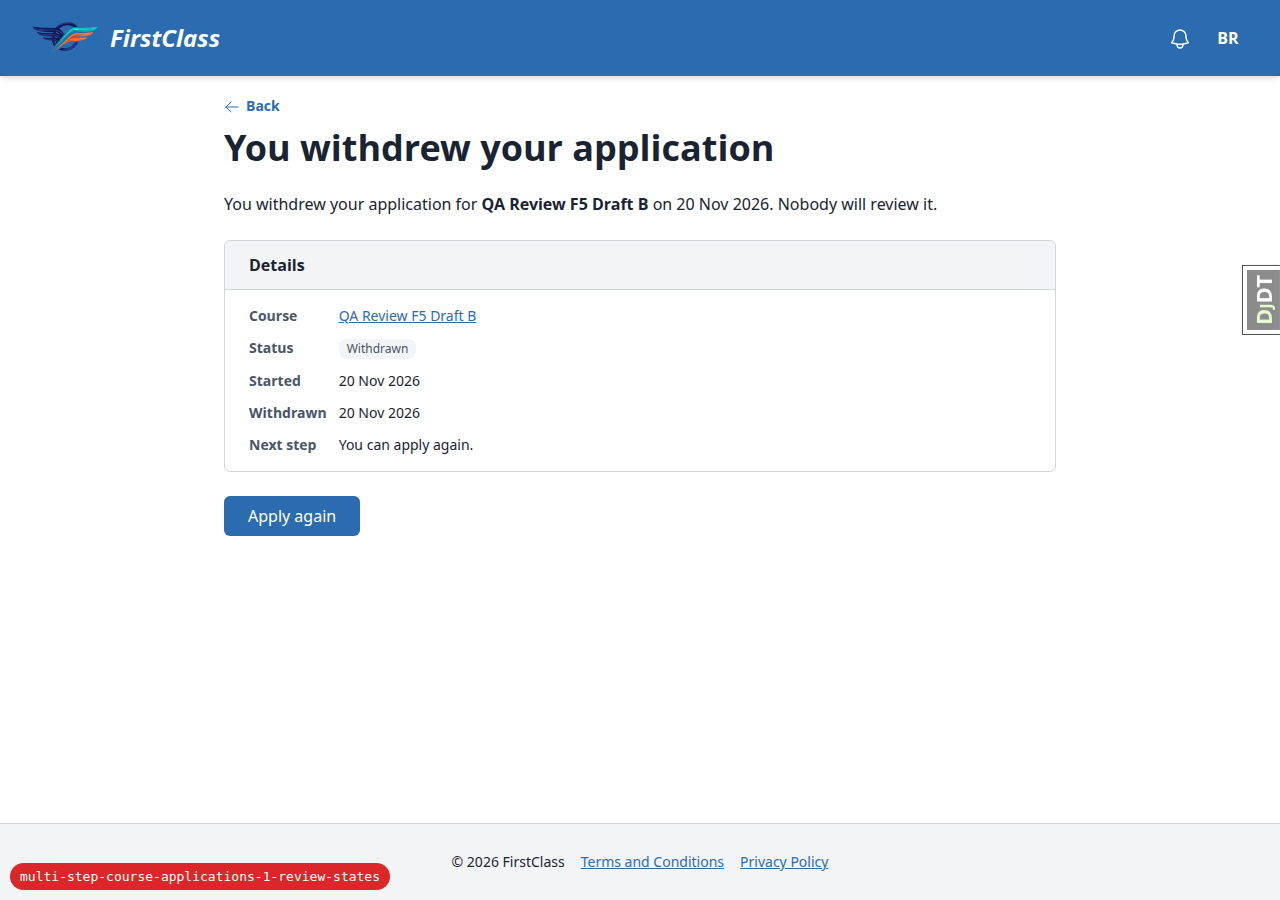 FirstClass
BR
Back
You withdrew your application
You withdrew your application for QA Review F5 Draft B on 20 Nov 2026. Nobody will review it.
Details
Course QA Review F5 Draft B
Status Withdrawn
Started 20 Nov 2026
Withdrawn 20 Nov 2026
Next step You can apply again.
Apply again
DJDT
© 2026 FirstClass Terms and Conditions Privacy Policy
multi-step-course-applications-1-review-states